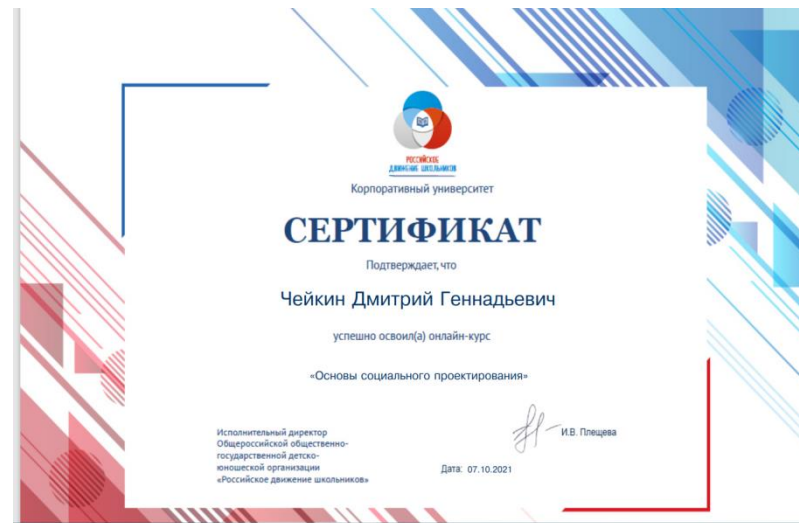 РОССИЙСКОЕ
ДВИЖЕНИЕ ШКОЛЬНИКОВ
Корпоративный университет
СЕРТИФИКАТ
Подтверждает, что
Чейкин Дмитрий Геннадьевич
успешно освоил(а) онлайн-курс
«Основы социального проектирования»
Исполнительный директор
Общероссийской общественно-
государственной детско-
юношеской организации
«Российское движение школьников»
И.В. Плещева
Дата: 07.10.2021